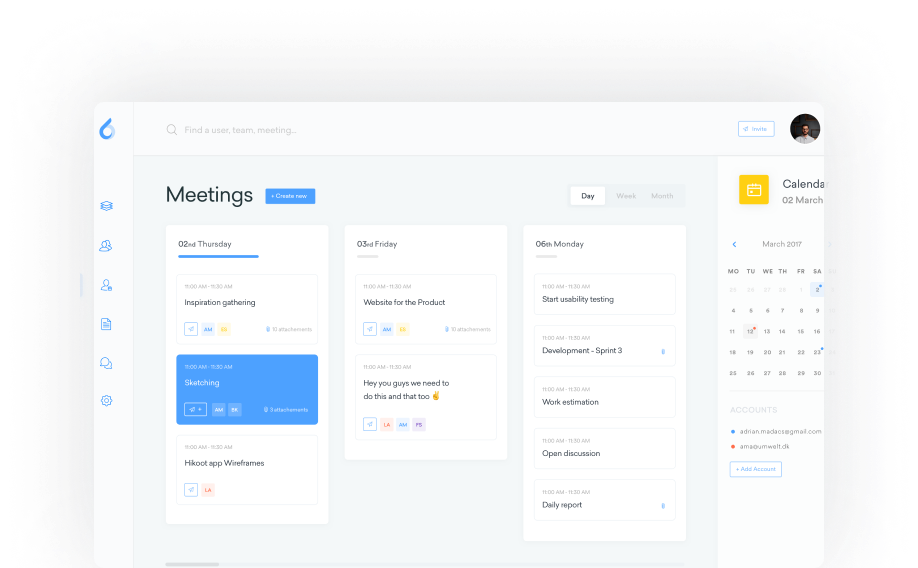 Find a user, team, meeting...
Invite
Meetings
+ Create new
Day
Week
Month
02nd Thursday
11:00 AM - 11:30 AM
Inspiration gathering
AM
10 attachements
11:00 AM - 11:30 AM
Sketching
+
AM
3 attachements
11:00 AM - 11:30 AM
Hikoot app Wireframes
LA
03rd Friday
11:00 AM - 11:30 AM
Website for the Product
AM
10 attachements
11:00 AM - 11:30 AM
Hey you guys we need to
do this and that too ✌️
LA
AM
PS
06th Monday
11:00 AM - 11:30 AM
Start usability testing
11:00 AM - 11:30 AM
Development - Sprint 3
11:00 AM - 11:30 AM
Work estimation
11:00 AM - 11:30 AM
Open discussion
11:00 AM - 11:30 AM
Daily report
Calenda
02 March
March 2017
MO TU WE TH FR SA
2
4 5 6 7 8 9
11 12 13 14 15 16
18 19 20 21 22 23
25 26 27 28 29 30
ACCOUNTS
adrian.madacs@gmail.com
ama@umwelt.dk
+ Add Account